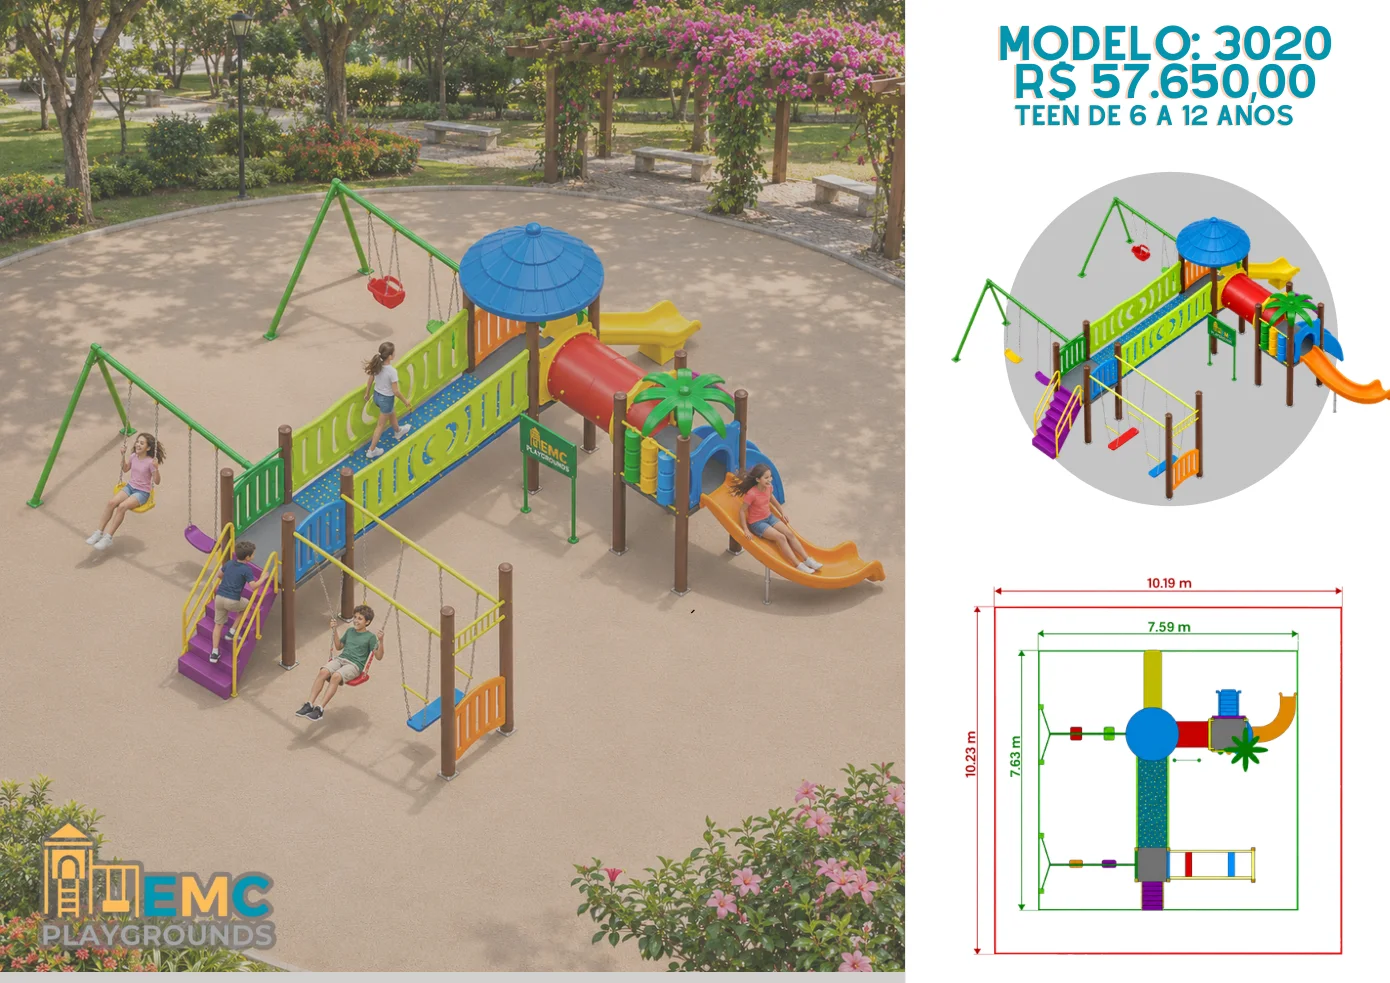 MODELO: 3020
R$ 57.650,00
TEEN DE 6 A 12 ANOS
EMC
PLAYGROUNDS
EMC
PLAYGROUNDS
10.19 m
7.59 m
10.23 m
7.63 m